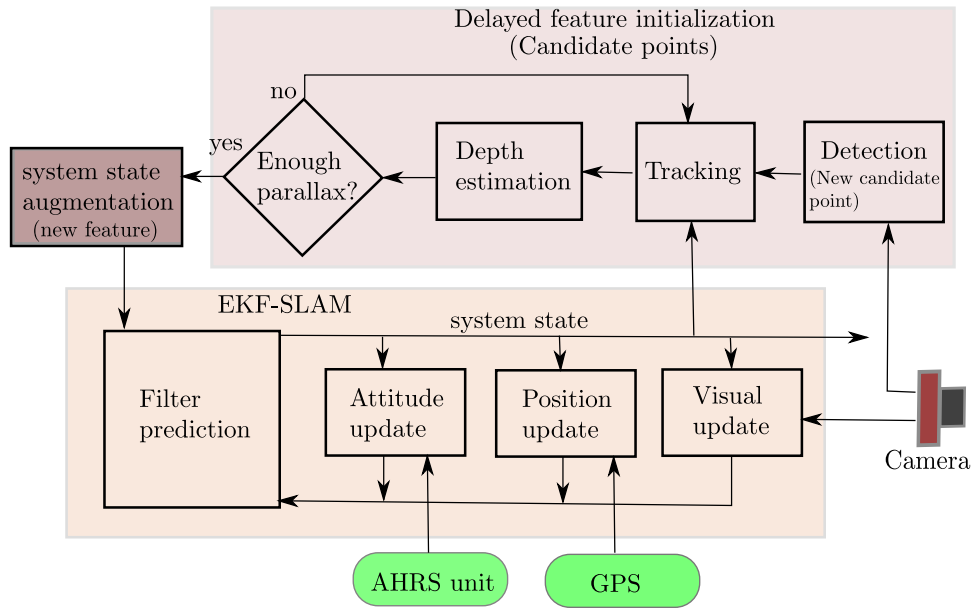 Delayed feature initialization
(Candidate points)
no
yes
Enough
parallax?
Depth
estimation
Tracking
Detection
(New candidate
point)
system state
augmentation
(new feature)
EKF-SLAM
system state
Filter
prediction
Attitude
update
Position
update
Visual
update
Camera
AHRS unit
GPS